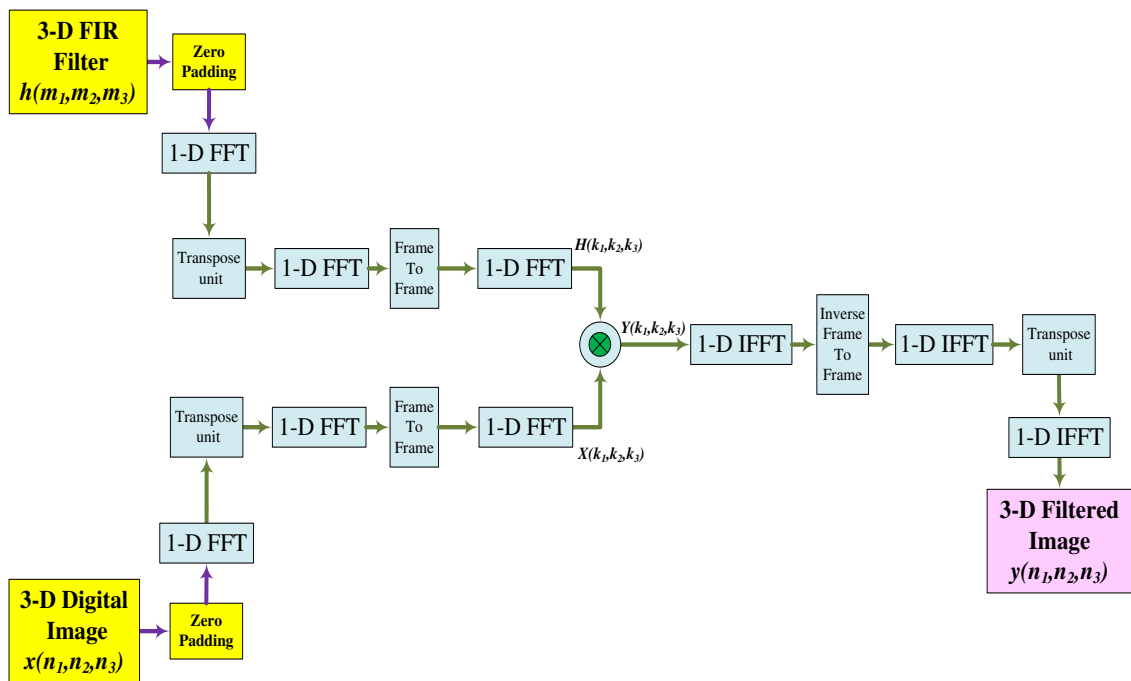 3-D FIR
Filter
h(m1,m2,m3)
Zero
Padding
1-D FFT
Transpose
unit
1-D FFT
Frame
To
Frame
1-D FFT
H(k1,k2,k3)
Y(k1,k2,k3)
1-D IFFT
Inverse
Frame
To
Frame
1-D IFFT
Transpose
unit
1-D IFFT
3-D Filtered
Image
y(n1,n2,n3)
Transpose
unit
1-D FFT
Frame
To
Frame
1-D FFT
X(k1,k2,k3)
1-D FFT
3-D Digital
Image
x(n1,n2,n3)
Zero
Padding